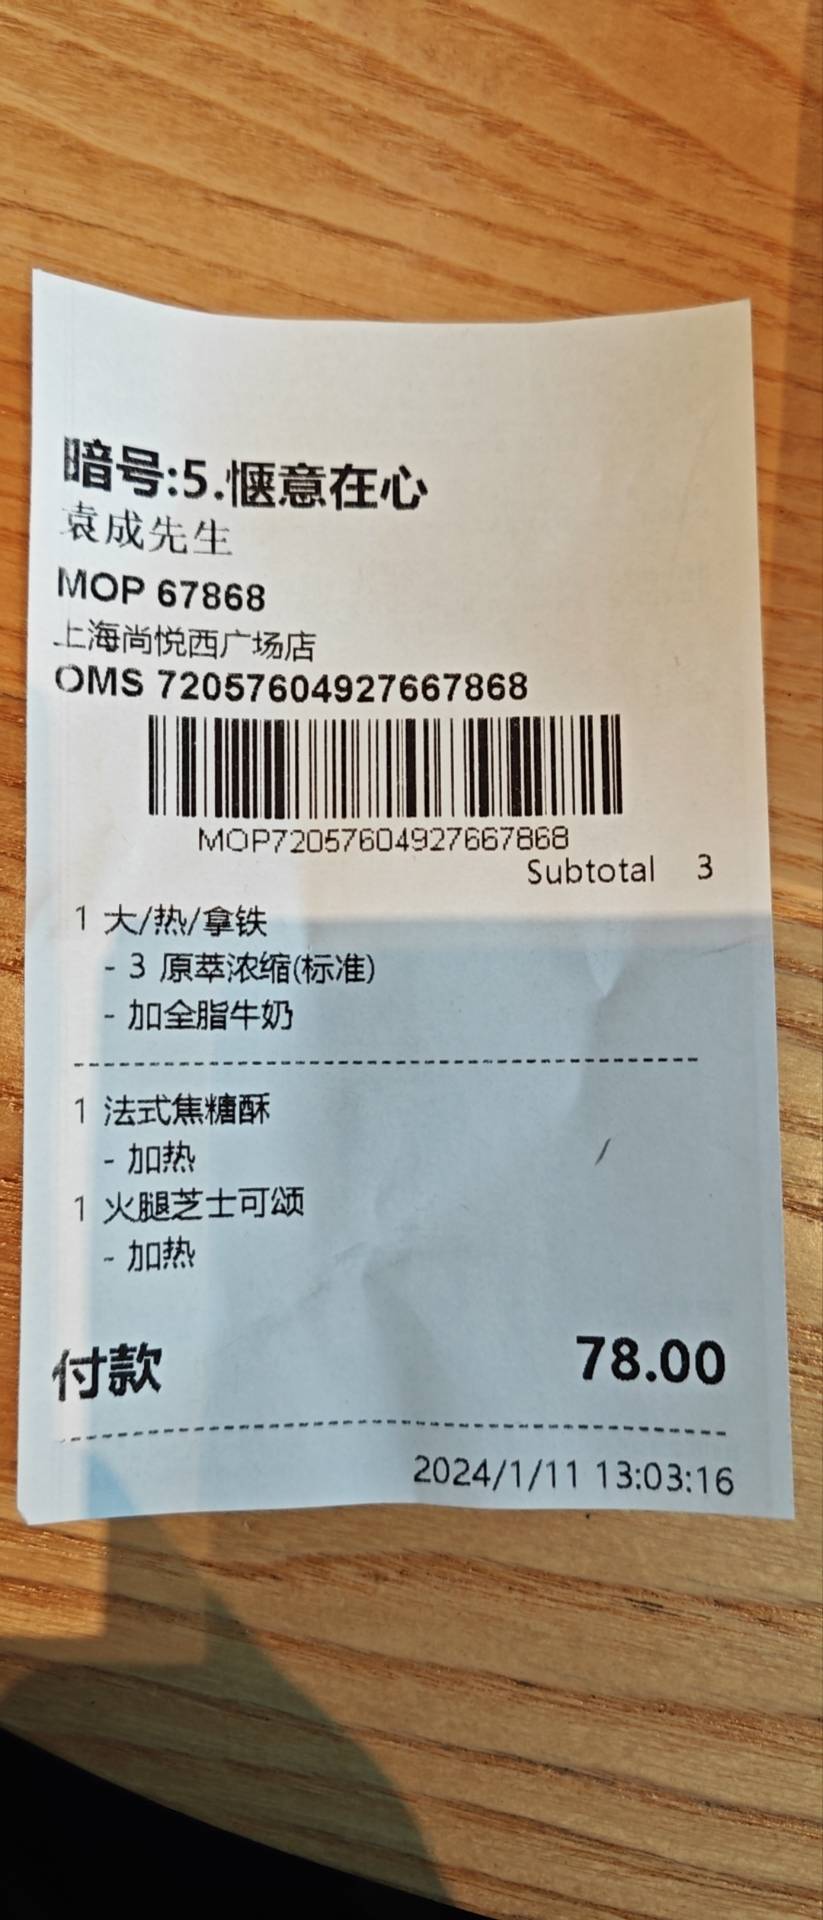 暗号:5.惬意在心
袁成先生
MOP 67868
上海尚悦西广场店
OMS 72057604927667868
MOP72057604927667868
Subtotal 3
1 大/热/拿铁
- 3 原萃浓缩(标准)
- 加全脂牛奶
1 法式焦糖酥
- 加热
1 火腿芝士可颂
- 加热
付款 78.00
2024/1/11 13:03:16